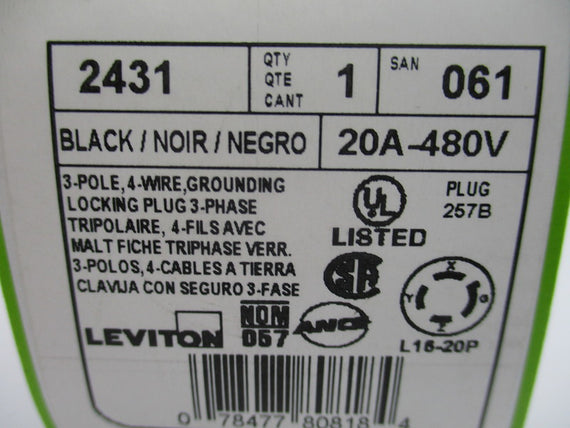 2431
QTY
QTE
CANT
1
SAN
061
BLACK / NOIR / NEGRO
20A-480V
3-POLE, 4-WIRE, GROUNDING
LOCKING PLUG 3-PHASE
TRIPOLAIRE, 4-FILS AVEC
MALT FICHE TRIPHASE VERR.
3-POLOS, 4-CABLES A TIERRA
CLAVIJA CON SEGURO 3-FASE
UL
LISTED
PLUG
257B
SA
X
Y
G
Z
L16-20P
LEVITON
NOM
057
ANCE
0 78477 80818 4